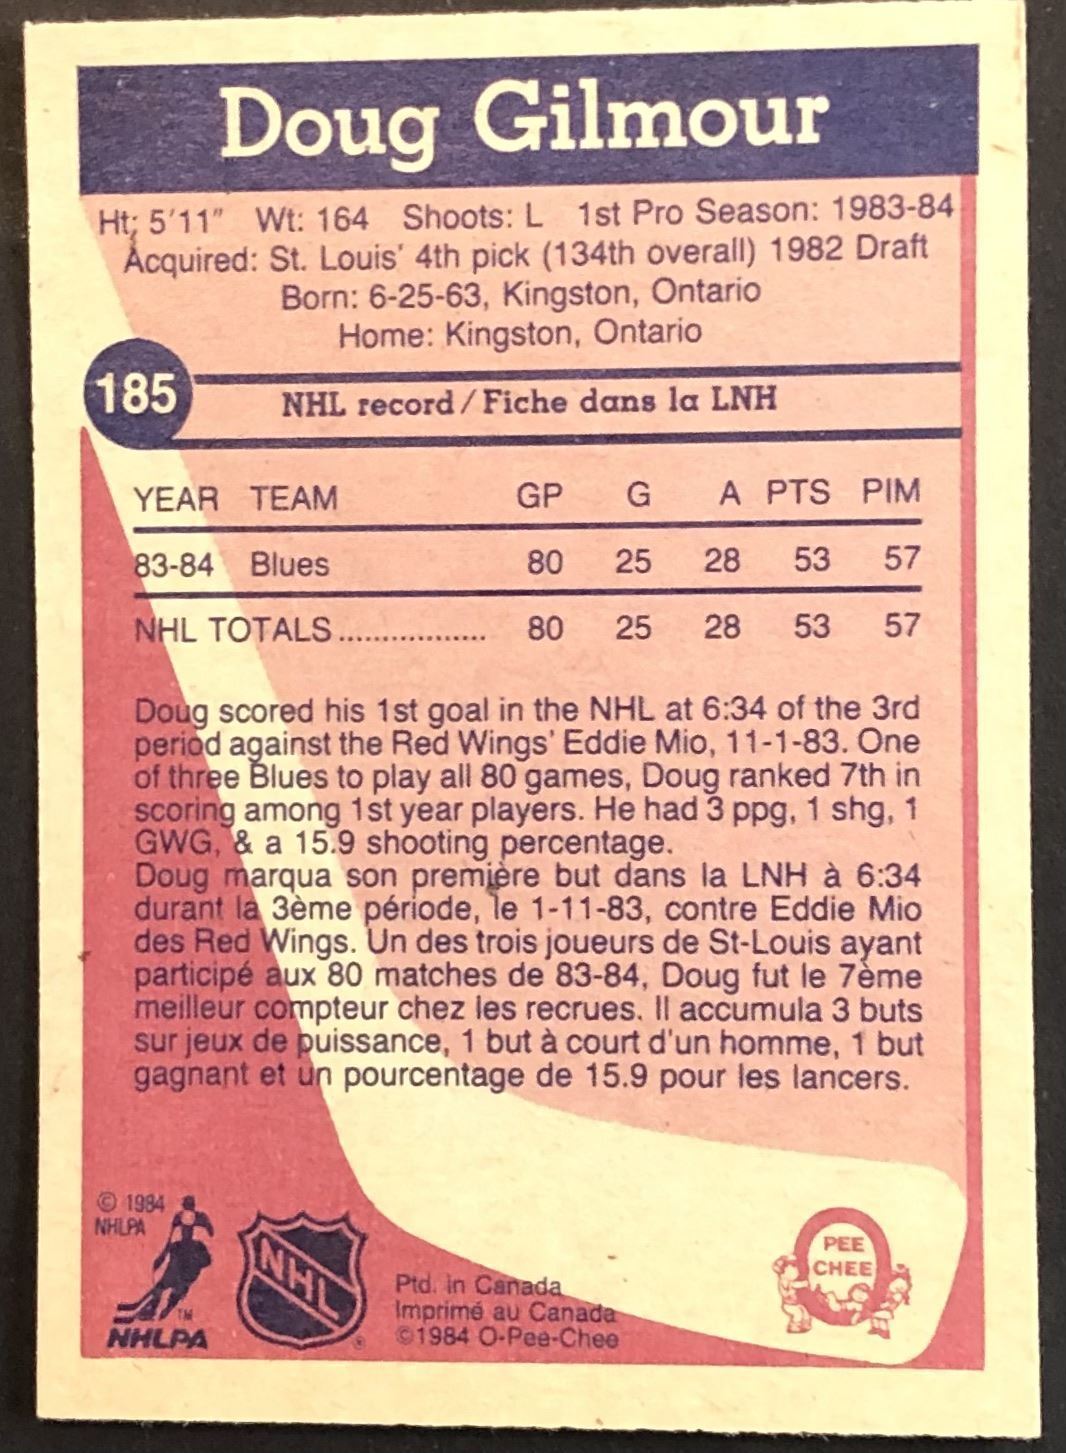 Doug Gilmour
Ht: 5'11" Wt: 164 Shoots: L 1st Pro Season: 1983-84
Acquired: St. Louis' 4th pick (134th overall) 1982 Draft
Born: 6-25-63, Kingston, Ontario
Home: Kingston, Ontario
185
NHL record / Fiche dans la LNH
YEAR TEAM GP G A PTS PIM
83-84 Blues 80 25 28 53 57
NHL TOTALS................. 80 25 28 53 57
Doug scored his 1st goal in the NHL at 6:34 of the 3rd
period against the Red Wings' Eddie Mio, 11-1-83. One
of three Blues to play all 80 games, Doug ranked 7th in
scoring among 1st year players. He had 3 ppg, 1 shg, 1
GWG, & a 15.9 shooting percentage.
Doug marqua son première but dans la LNH à 6:34
durant la 3ème période, le 1-11-83, contre Eddie Mio
des Red Wings. Un des trois joueurs de St-Louis ayant
participé aux 80 matches de 83-84, Doug fut le 7ème
meilleur compteur chez les recrues. Il accumula 3 buts
sur jeux de puissance, 1 but à court d'un homme, 1 but
gagnant et un pourcentage de 15.9 pour les lancers.
© 1984
NHLPA
TM
NHLPA
NHL
®
Ptd. in Canada
Imprimé au Canada
©1984 O-Pee-Chee
PEE
CHEE